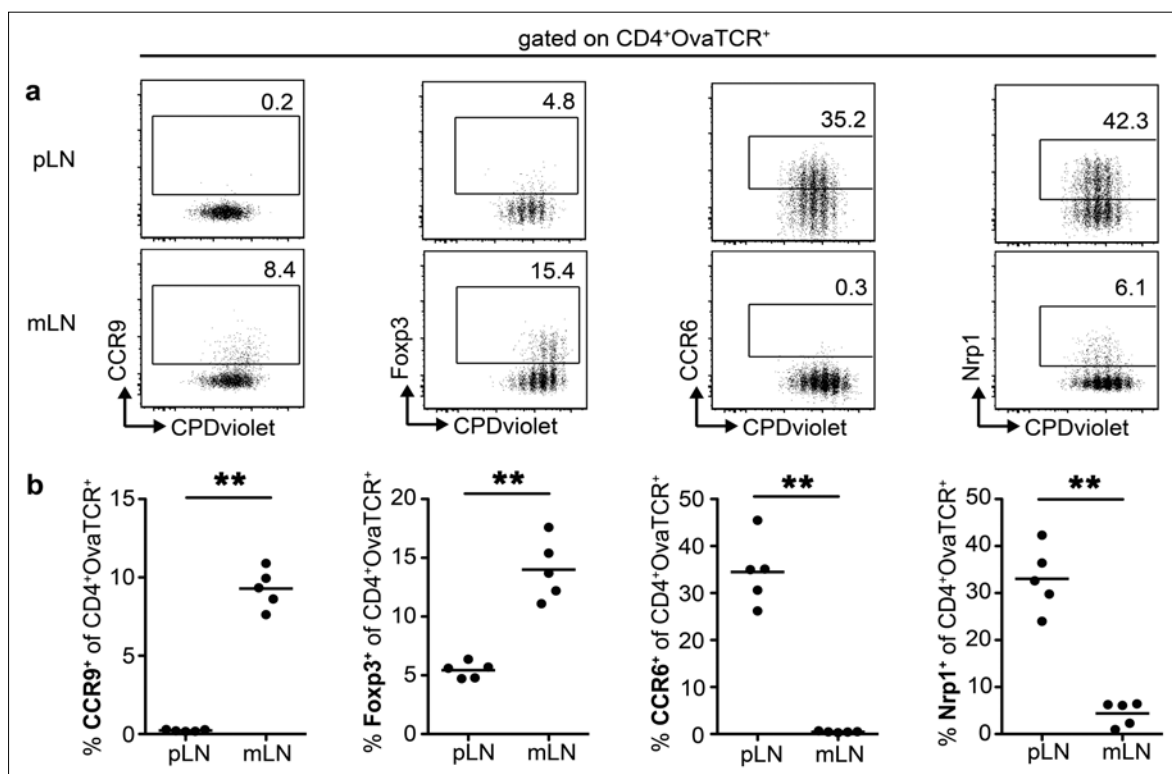 gated on CD4⁺OvaTCR⁺
a
pLN
0.2
4.8
35.2
42.3
mLN
8.4
15.4
0.3
6.1
CCR9
Foxp3
CCR6
Nrp1
CPDviolet
CPDviolet
CPDviolet
CPDviolet
b
% CCR9⁺ of CD4⁺OvaTCR⁺
15
10
5
0
**
pLN mLN
% Foxp3⁺ of CD4⁺OvaTCR⁺
20
15
10
5
0
**
pLN mLN
% CCR6⁺ of CD4⁺OvaTCR⁺
50
40
30
20
10
0
**
pLN mLN
% Nrp1⁺ of CD4⁺OvaTCR⁺
50
40
30
20
10
0
**
pLN mLN